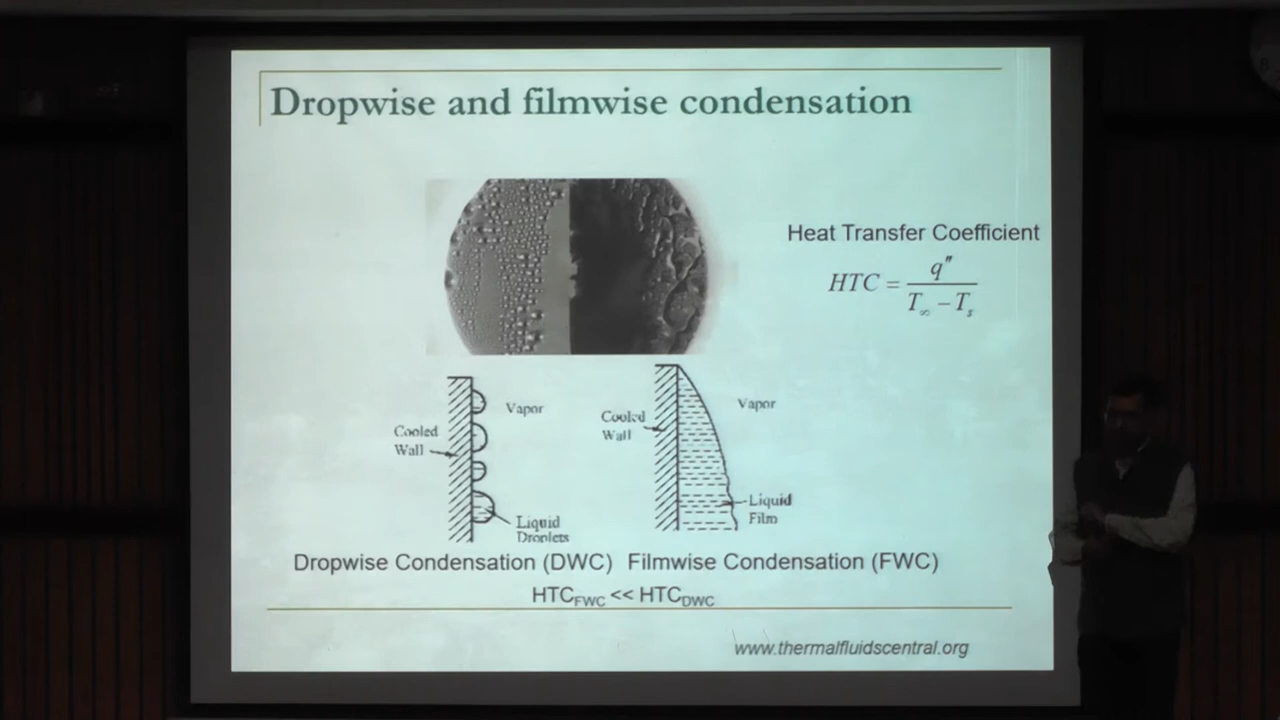 Dropwise and filmwise condensation
Heat Transfer Coefficient
HTC = q″ / T∞ − Ts
Cooled
Wall
Vapor
Liquid
Droplets
Cooled
Wall
Vapor
Liquid
Film
Dropwise Condensation (DWC) Filmwise Condensation (FWC)
HTCFWC << HTCDWC
www.thermalfluidscentral.org